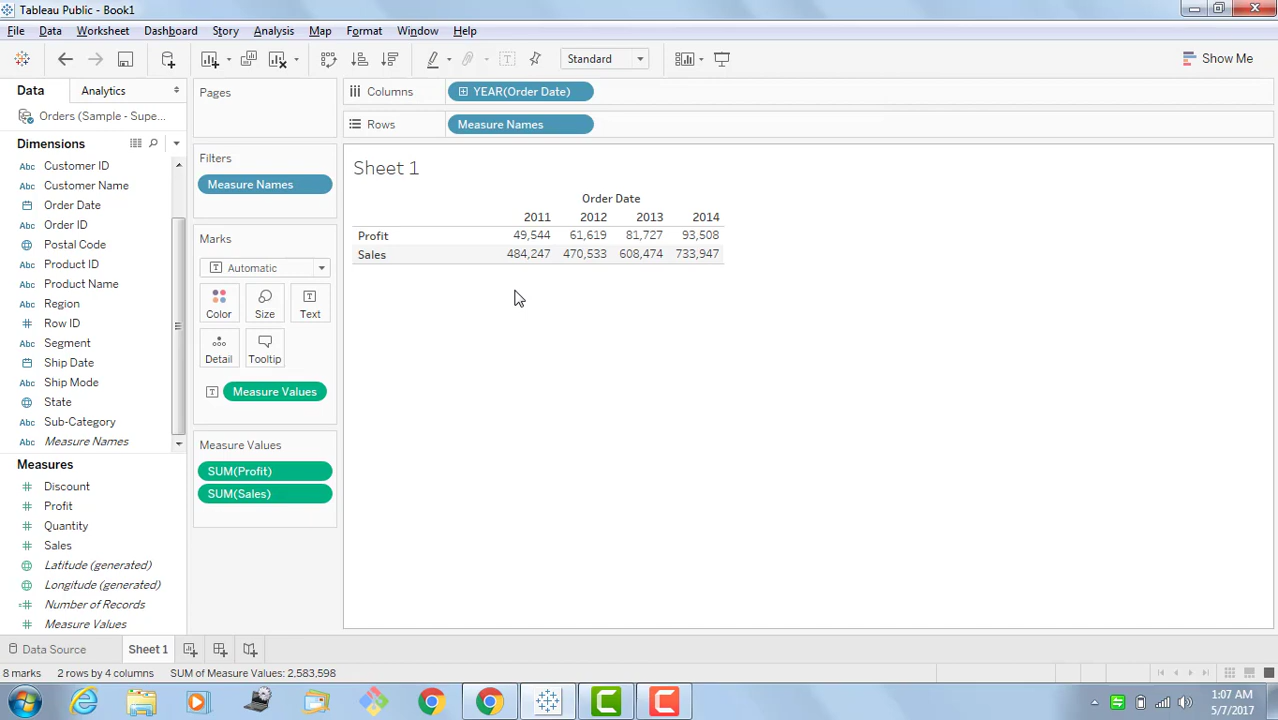 Tableau Public - Book1
File Data Worksheet Dashboard Story Analysis Map Format Window Help
Standard
Show Me
Data Analytics
Orders (Sample - Supe...
Dimensions
Customer ID
Customer Name
Order Date
Order ID
Postal Code
Product ID
Product Name
Region
Row ID
Segment
Ship Date
Ship Mode
State
Sub-Category
Measure Names
Measures
Discount
Profit
Quantity
Sales
Latitude (generated)
Longitude (generated)
Number of Records
Measure Values
Pages
Filters
Measure Names
Marks
Automatic
Color Size Text
Detail Tooltip
Measure Values
Measure Values
SUM(Profit)
SUM(Sales)
Columns YEAR(Order Date)
Rows Measure Names
Sheet 1
Order Date
2011 2012 2013 2014
Profit 49,544 61,619 81,727 93,508
Sales 484,247 470,533 608,474 733,947
Data Source Sheet 1
8 marks 2 rows by 4 columns SUM of Measure Values: 2,583,598
1:07 AM
5/7/2017